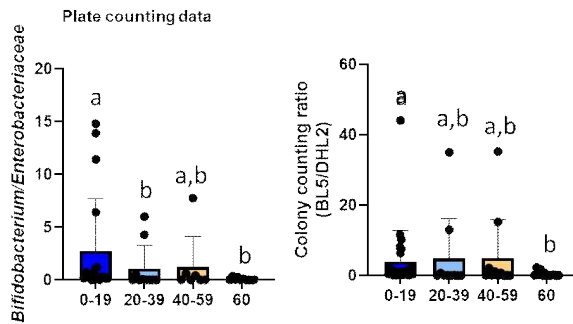 Plate counting data
Bifidobacterium/Enterobacteriaceae
20
15
10
5
0
a
b
a,b
b
0-19 20-39 40-59 60
Colony counting ratio
(BL5/DHL2)
60
40
20
0
a
a,b
a,b
b
0-19 20-39 40-59 60